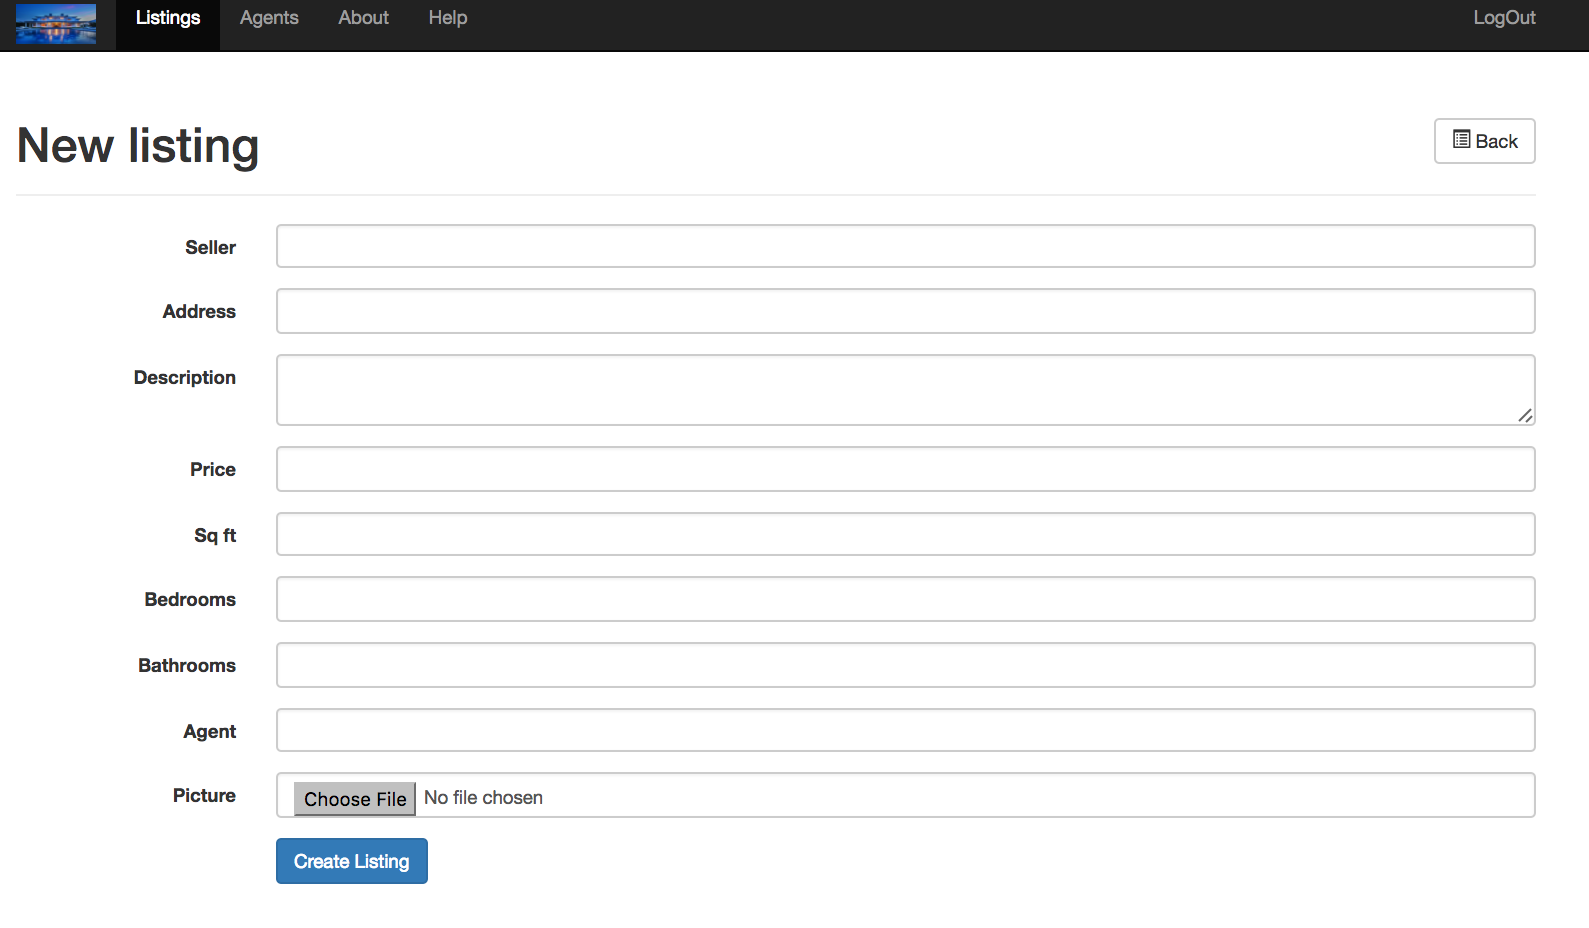 Listings Agents About Help LogOut
New listing
Back
Seller
Address
Description
Price
Sq ft
Bedrooms
Bathrooms
Agent
Picture Choose File No file chosen
Create Listing